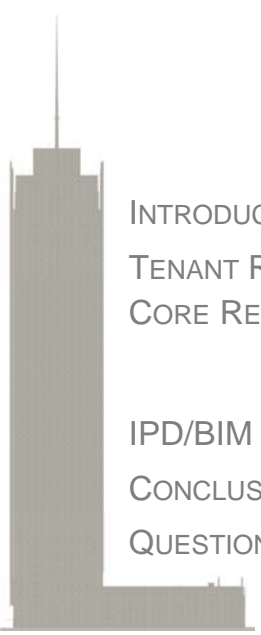 INTRODUC
TENANT R
CORE RE
IPD/BIM
CONCLUS
QUESTION